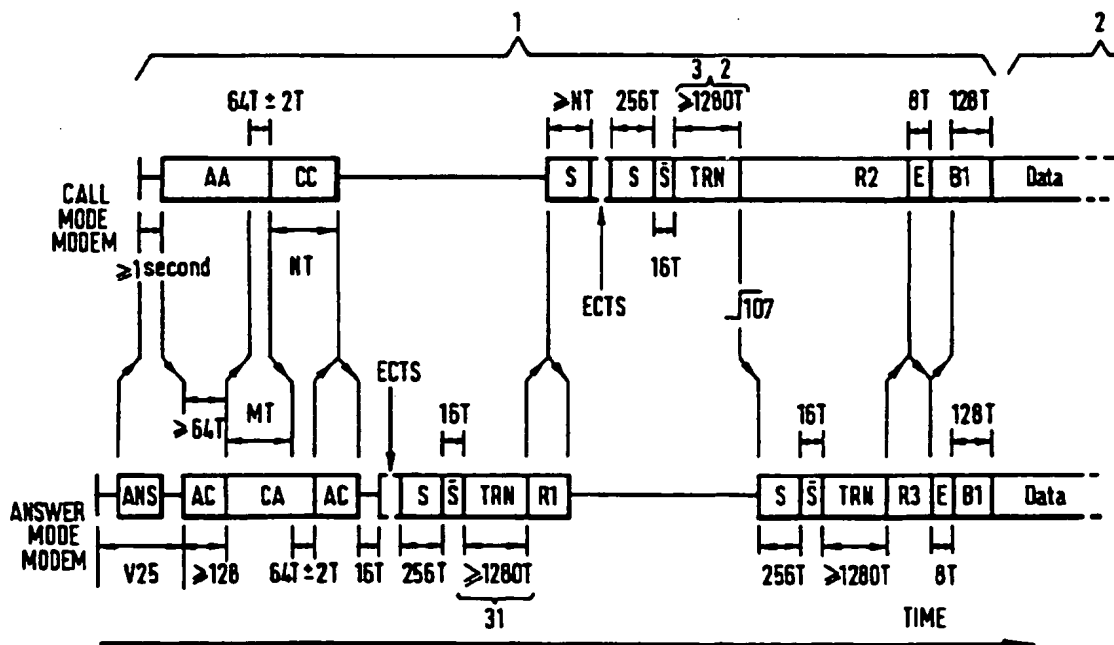 1 2
3 2
64T ± 2T ≥NT 256T ≥1280T 8T 128T
AA CC S S S̄ TRN R2 E B1 Data
CALL
MODE
MODEM
≥1 second NT 16T
ECTS 107
ECTS
≥64T MT 16T 16T 128T
ANS AC CA AC S S̄ TRN R1 S S̄ TRN R3 E B1 Data
ANSWER
MODE
MODEM
V25 ≥128 64T ± 2T 16T 256T ≥1280T 256T ≥1280T 8T
31 TIME